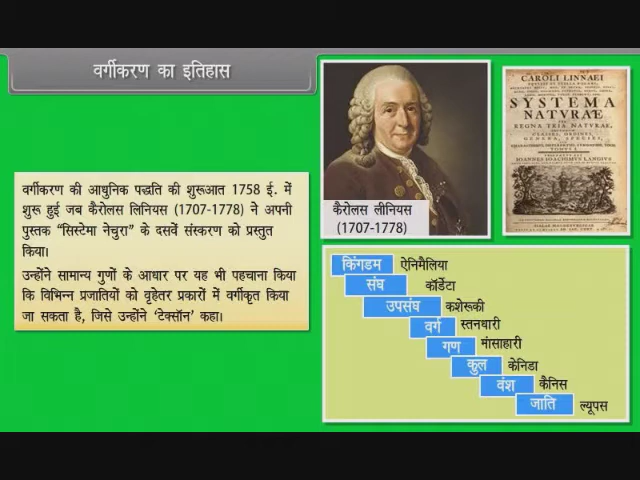 वर्गीकरण का इतिहास
वर्गीकरण की आधुनिक पद्धति की शुरूआत 1758 ई. में
शुरू हुई जब कैरोलस लिनियस (1707-1778) ने अपनी
पुस्तक “सिस्टेमा नेचुरा” के दसवें संस्करण को प्रस्तुत
किया।
उन्होंने सामान्य गुणों के आधार पर यह भी पहचाना किया
कि विभिन्न प्रजातियों को वृहेतर प्रकारों में वर्गीकृत किया
जा सकता है, जिसे उन्होंने ‘टेक्सॉन’ कहा।
कैरोलस लीनियस
(1707-1778)
CAROLI LINNAEI
SYSTEMA
NATURAE
REGNA TRIA NATURAE,
किंगडम ऐनिमैलिया
संघ कॉर्डेटा
उपसंघ कशेरूकी
वर्ग स्तनधारी
गण मांसाहारी
कुल केनिडा
वंश कैनिस
जाति ल्यूपस